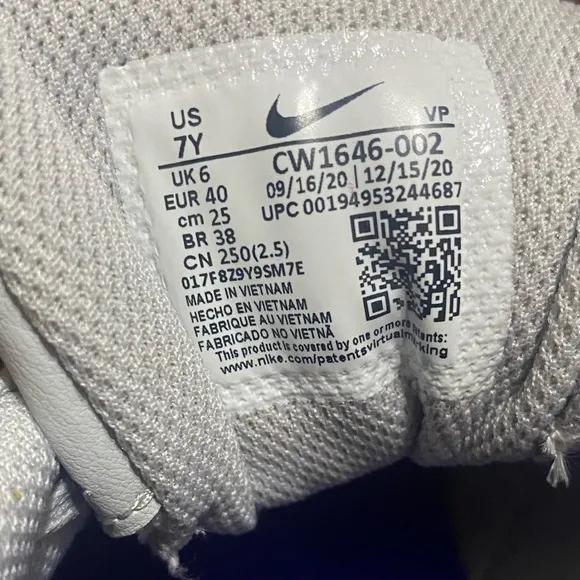 US
7Y
VP
UK 6
CW1646-002
EUR 40
09/16/20 | 12/15/20
cm 25
UPC 00194953244687
BR 38
CN 250(2.5)
017F8Z9Y9SM7E
MADE IN VIETNAM
HECHO EN VIETNAM
FABRIQUE AU VIETNAM
FABRICADO NO VIETNÃ
This product is covered by one or more patents:
www.nike.com/patentsvirtualmarking